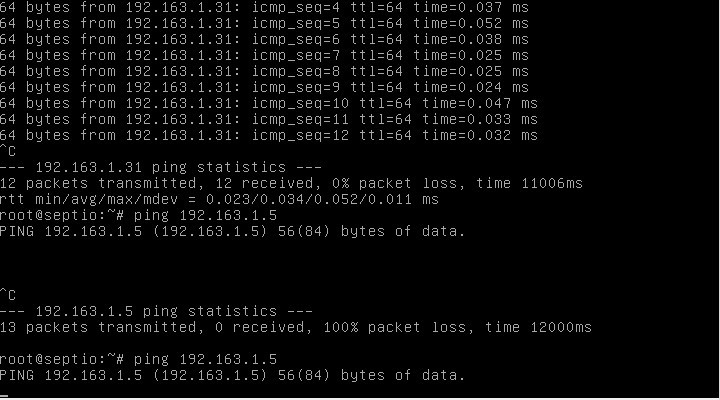 64 bytes from 192.163.1.31: icmp_seq=4 ttl=64 time=0.037 ms
64 bytes from 192.163.1.31: icmp_seq=5 ttl=64 time=0.052 ms
64 bytes from 192.163.1.31: icmp_seq=6 ttl=64 time=0.038 ms
64 bytes from 192.163.1.31: icmp_seq=7 ttl=64 time=0.025 ms
64 bytes from 192.163.1.31: icmp_seq=8 ttl=64 time=0.025 ms
64 bytes from 192.163.1.31: icmp_seq=9 ttl=64 time=0.024 ms
64 bytes from 192.163.1.31: icmp_seq=10 ttl=64 time=0.047 ms
64 bytes from 192.163.1.31: icmp_seq=11 ttl=64 time=0.033 ms
64 bytes from 192.163.1.31: icmp_seq=12 ttl=64 time=0.032 ms
^C
--- 192.163.1.31 ping statistics ---
12 packets transmitted, 12 received, 0% packet loss, time 11006ms
rtt min/avg/max/mdev = 0.023/0.034/0.052/0.011 ms
root@septio:~# ping 192.163.1.5
PING 192.163.1.5 (192.163.1.5) 56(84) bytes of data.
^C
--- 192.163.1.5 ping statistics ---
13 packets transmitted, 0 received, 100% packet loss, time 12000ms
root@septio:~# ping 192.163.1.5
PING 192.163.1.5 (192.163.1.5) 56(84) bytes of data.